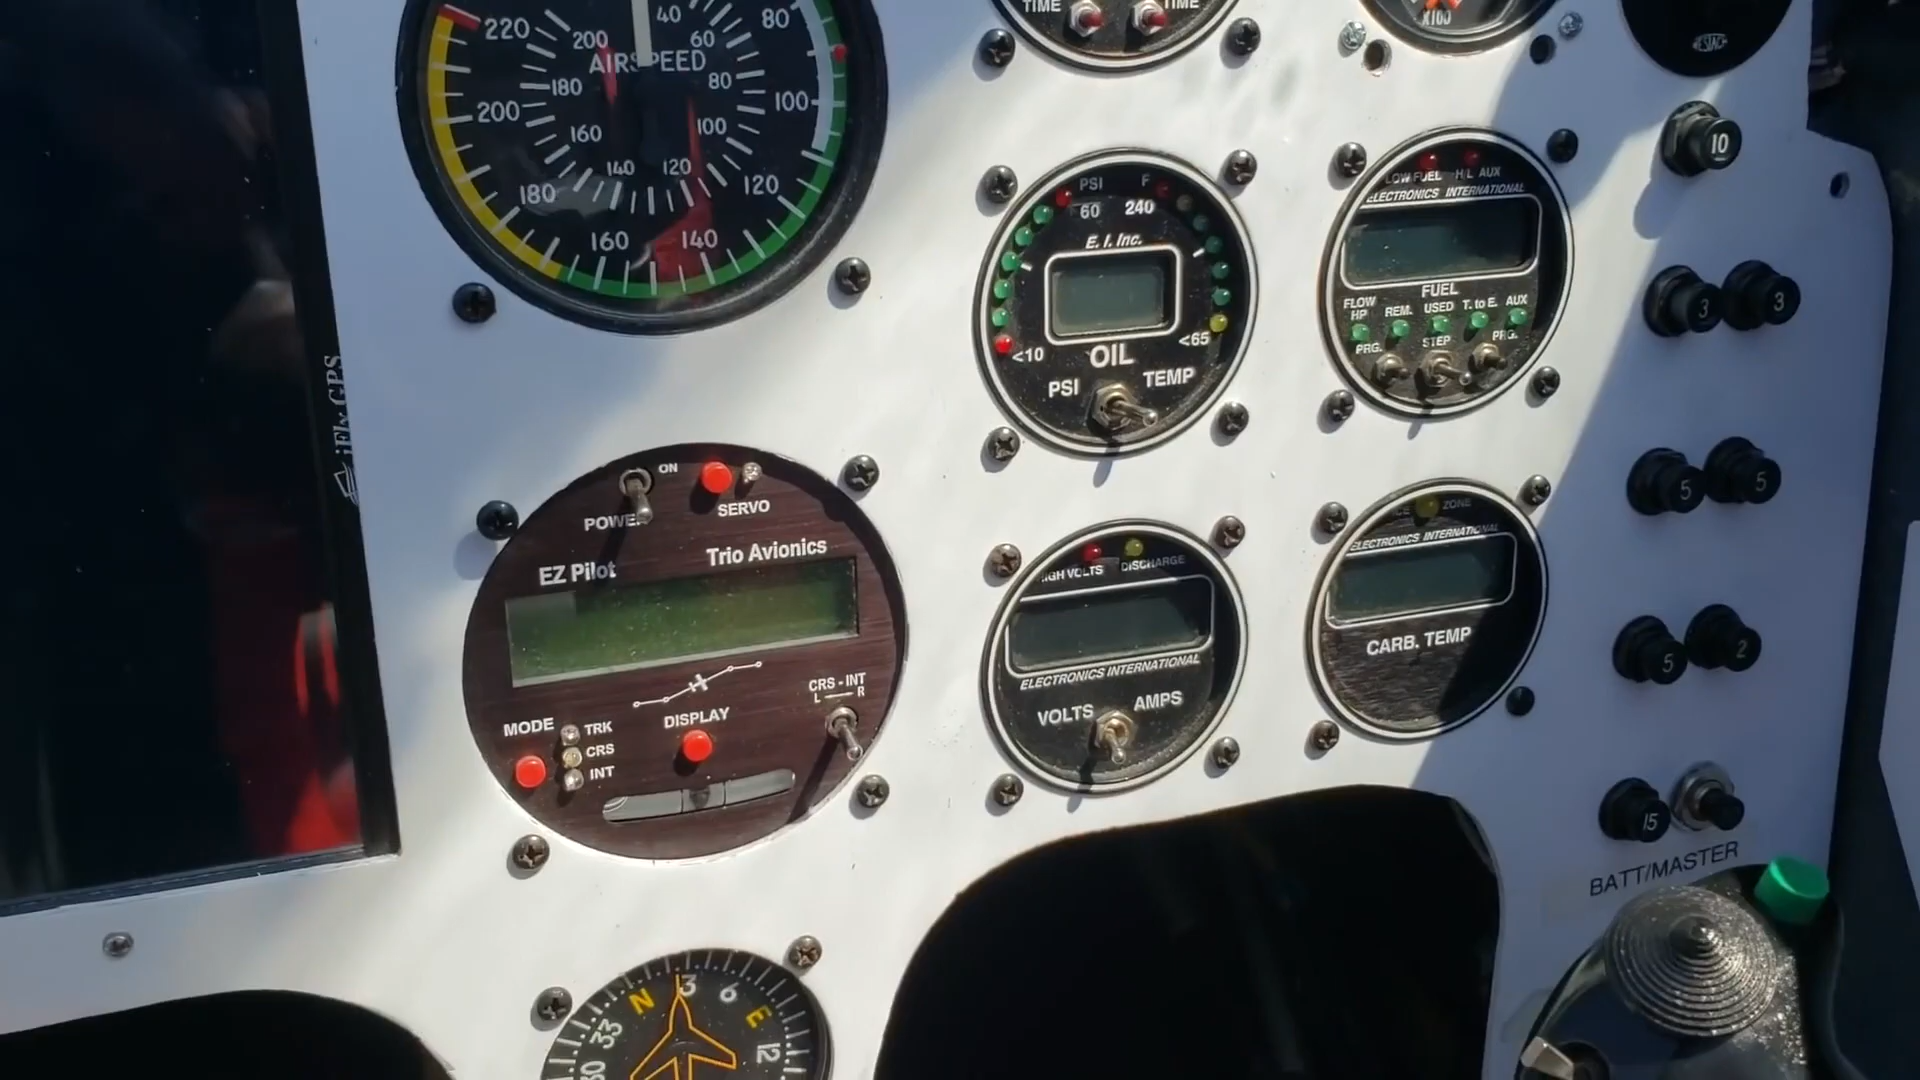 TIME
TIME
X100
220
200
40
60
80
AIRSPEED
180
80
200
100
160
100
140
120
180
120
160
140
10
PSI
F
60
240
E. I. Inc.
<10
<65
OIL
PSI
TEMP
LOW FUEL
H/L AUX
ELECTRONICS INTERNATIONAL
FUEL
FLOW
HP
REM.
USED
T. to E.
AUX
PRG.
STEP
PRG.
3
3
iFly GPS
ON
POWER
SERVO
EZ Pilot
Trio Avionics
CRS - INT
L
R
MODE
TRK
CRS
INT
DISPLAY
HIGH VOLTS
DISCHARGE
ELECTRONICS INTERNATIONAL
VOLTS
AMPS
ICE
ZONE
ELECTRONICS INTERNATIONAL
CARB. TEMP
5
5
5
2
15
BATT/MASTER
N
3
6
33
E
30
12